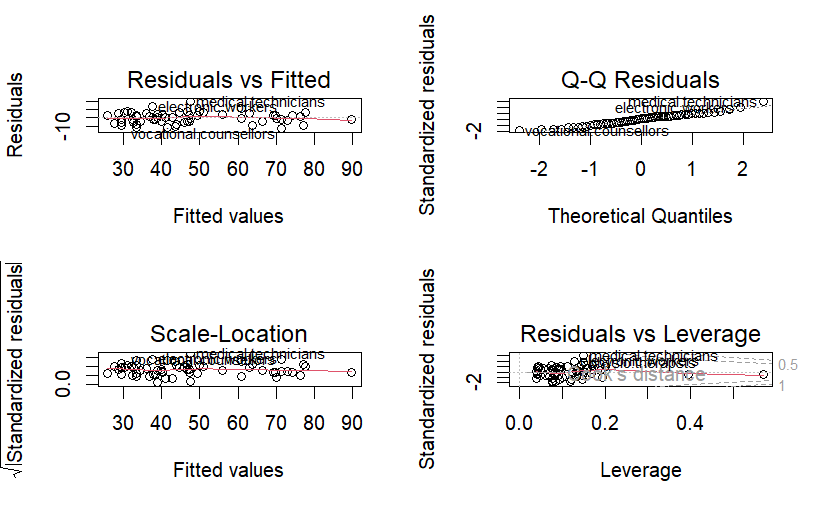 Residuals vs Fitted
Residuals
-10
medical technicians
electronic workers
vocational counsellors
30 40 50 60 70 80 90
Fitted values
Q-Q Residuals
Standardized residuals
-2
medical technicians
electronic workers
vocational counsellors
-2 -1 0 1 2
Theoretical Quantiles
Scale-Location
√|Standardized residuals|
0.0
medical technicians
30 40 50 60 70 80 90
Fitted values
Residuals vs Leverage
Standardized residuals
-2
medical technicians
physiotherapsts
Cook's distance
0.5
1
0.0 0.2 0.4
Leverage